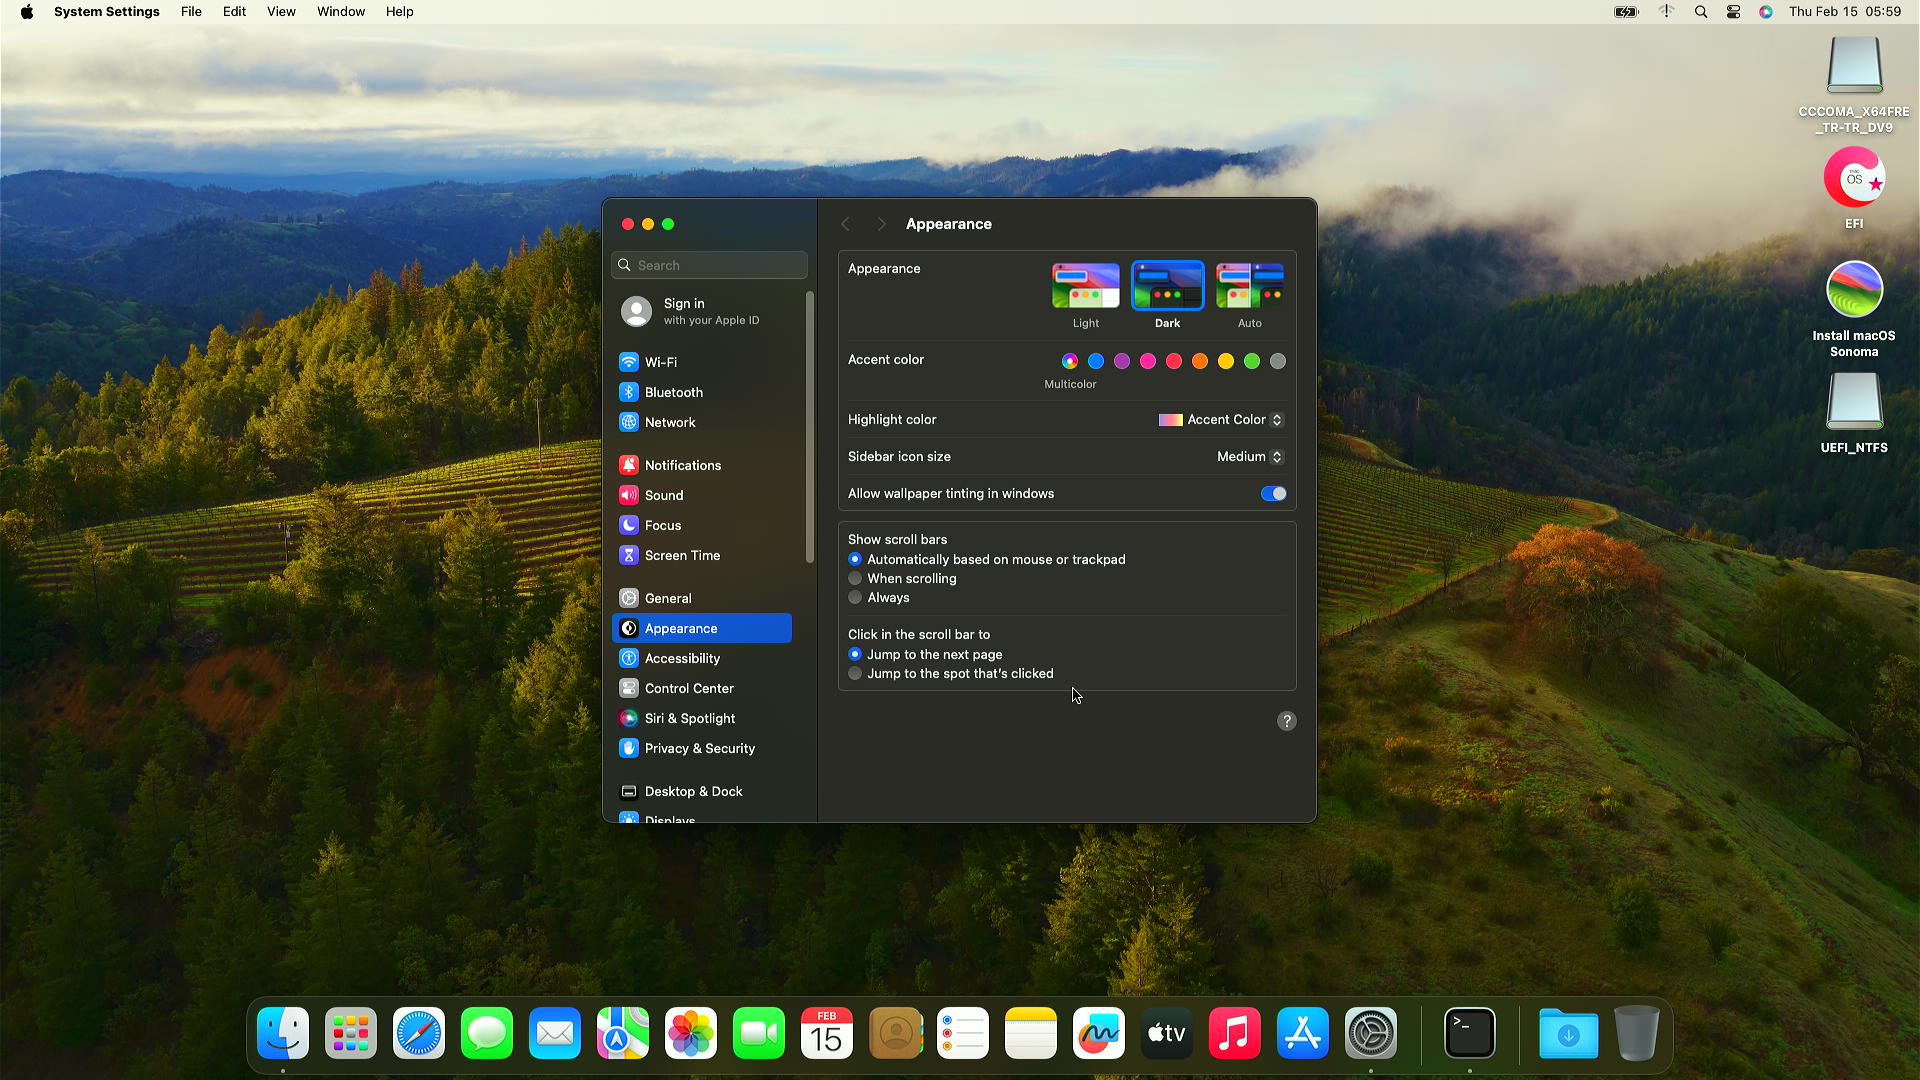 System Settings File Edit View Window Help
Thu Feb 15 05:59
CCCOMA_X64FRE
_TR-TR_DV9
macOS
EFI
Install macOS
Sonoma
UEFI_NTFS
Search
Sign in
with your Apple ID
Wi-Fi
Bluetooth
Network
Notifications
Sound
Focus
Screen Time
General
Appearance
Accessibility
Control Center
Siri & Spotlight
Privacy & Security
Desktop & Dock
Displays
Appearance
Appearance
Light Dark Auto
Accent color
Multicolor
Highlight color Accent Color
Sidebar icon size Medium
Allow wallpaper tinting in windows
Show scroll bars
Automatically based on mouse or trackpad
When scrolling
Always
Click in the scroll bar to
Jump to the next page
Jump to the spot that's clicked
?
FEB
15
tv
>_